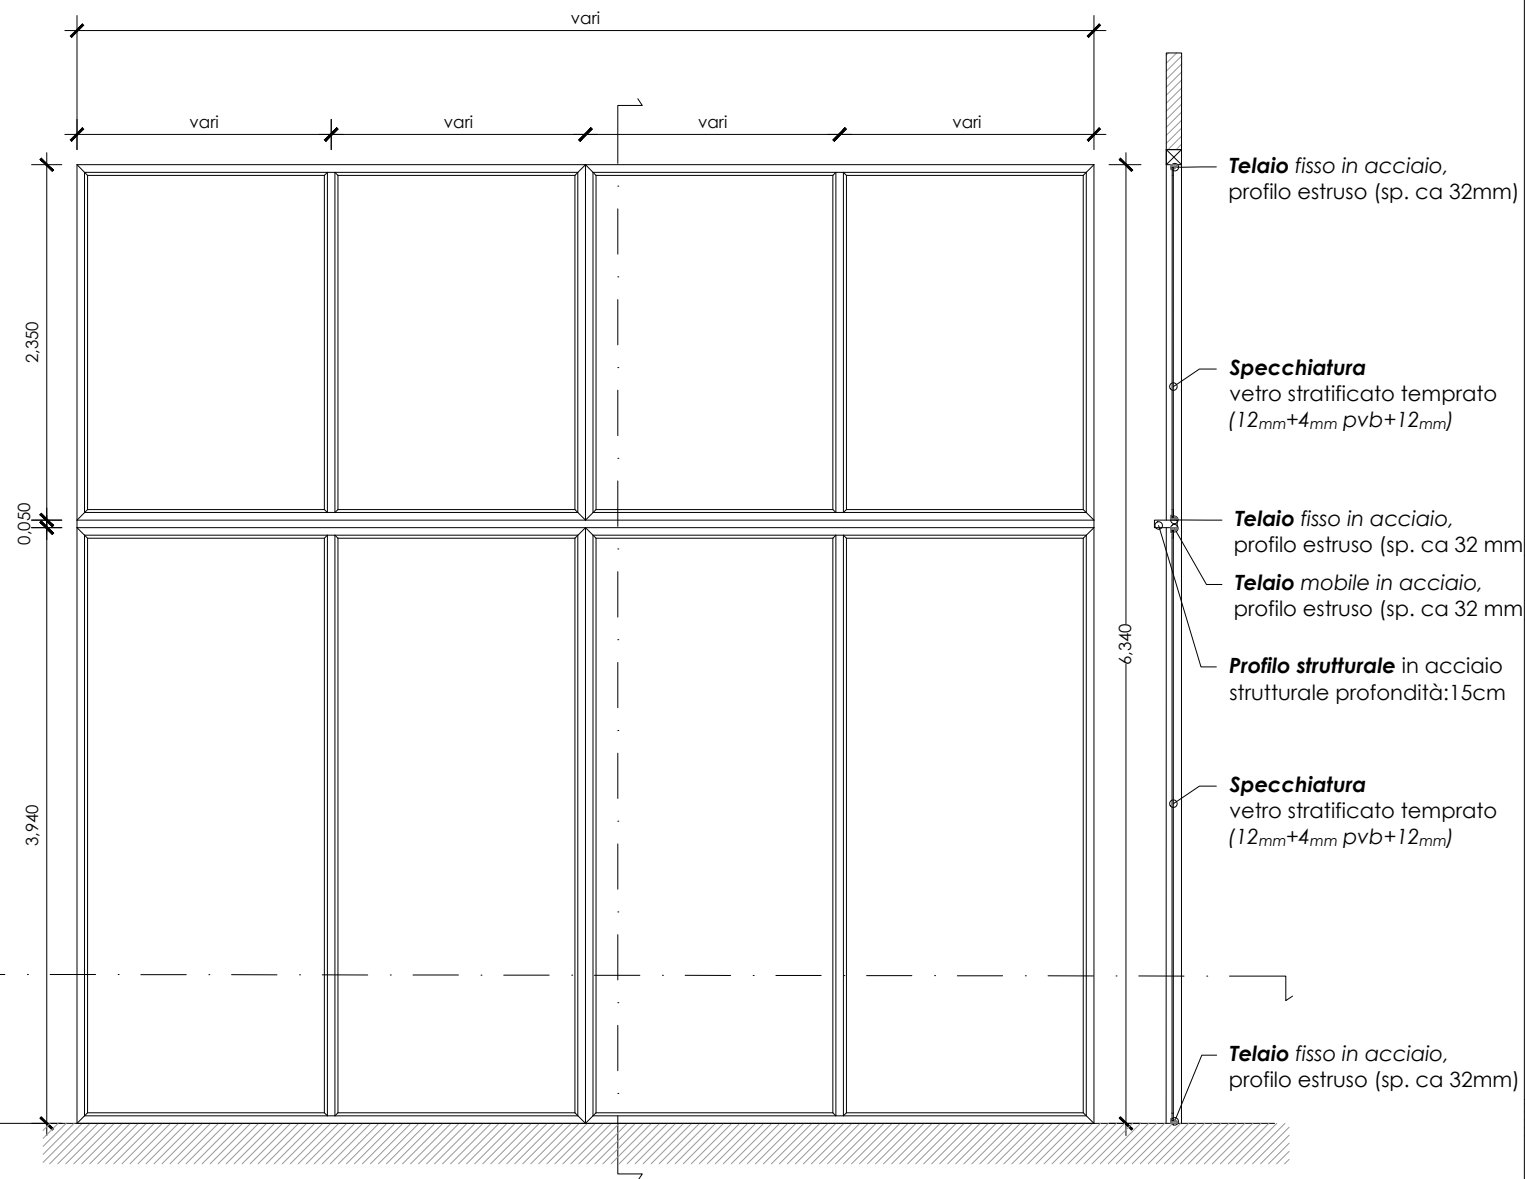 vari
vari
vari
vari
vari
2,350
0,050
3,940
6,340
Telaio fisso in acciaio,
profilo estruso (sp. ca 32mm)
Specchiatura
vetro stratificato temprato
(12mm+4mm pvb+12mm)
Telaio fisso in acciaio,
profilo estruso (sp. ca 32 mm
Telaio mobile in acciaio,
profilo estruso (sp. ca 32 mm
Profilo strutturale in acciaio
strutturale profondità:15cm
Specchiatura
vetro stratificato temprato
(12mm+4mm pvb+12mm)
Telaio fisso in acciaio,
profilo estruso (sp. ca 32mm)